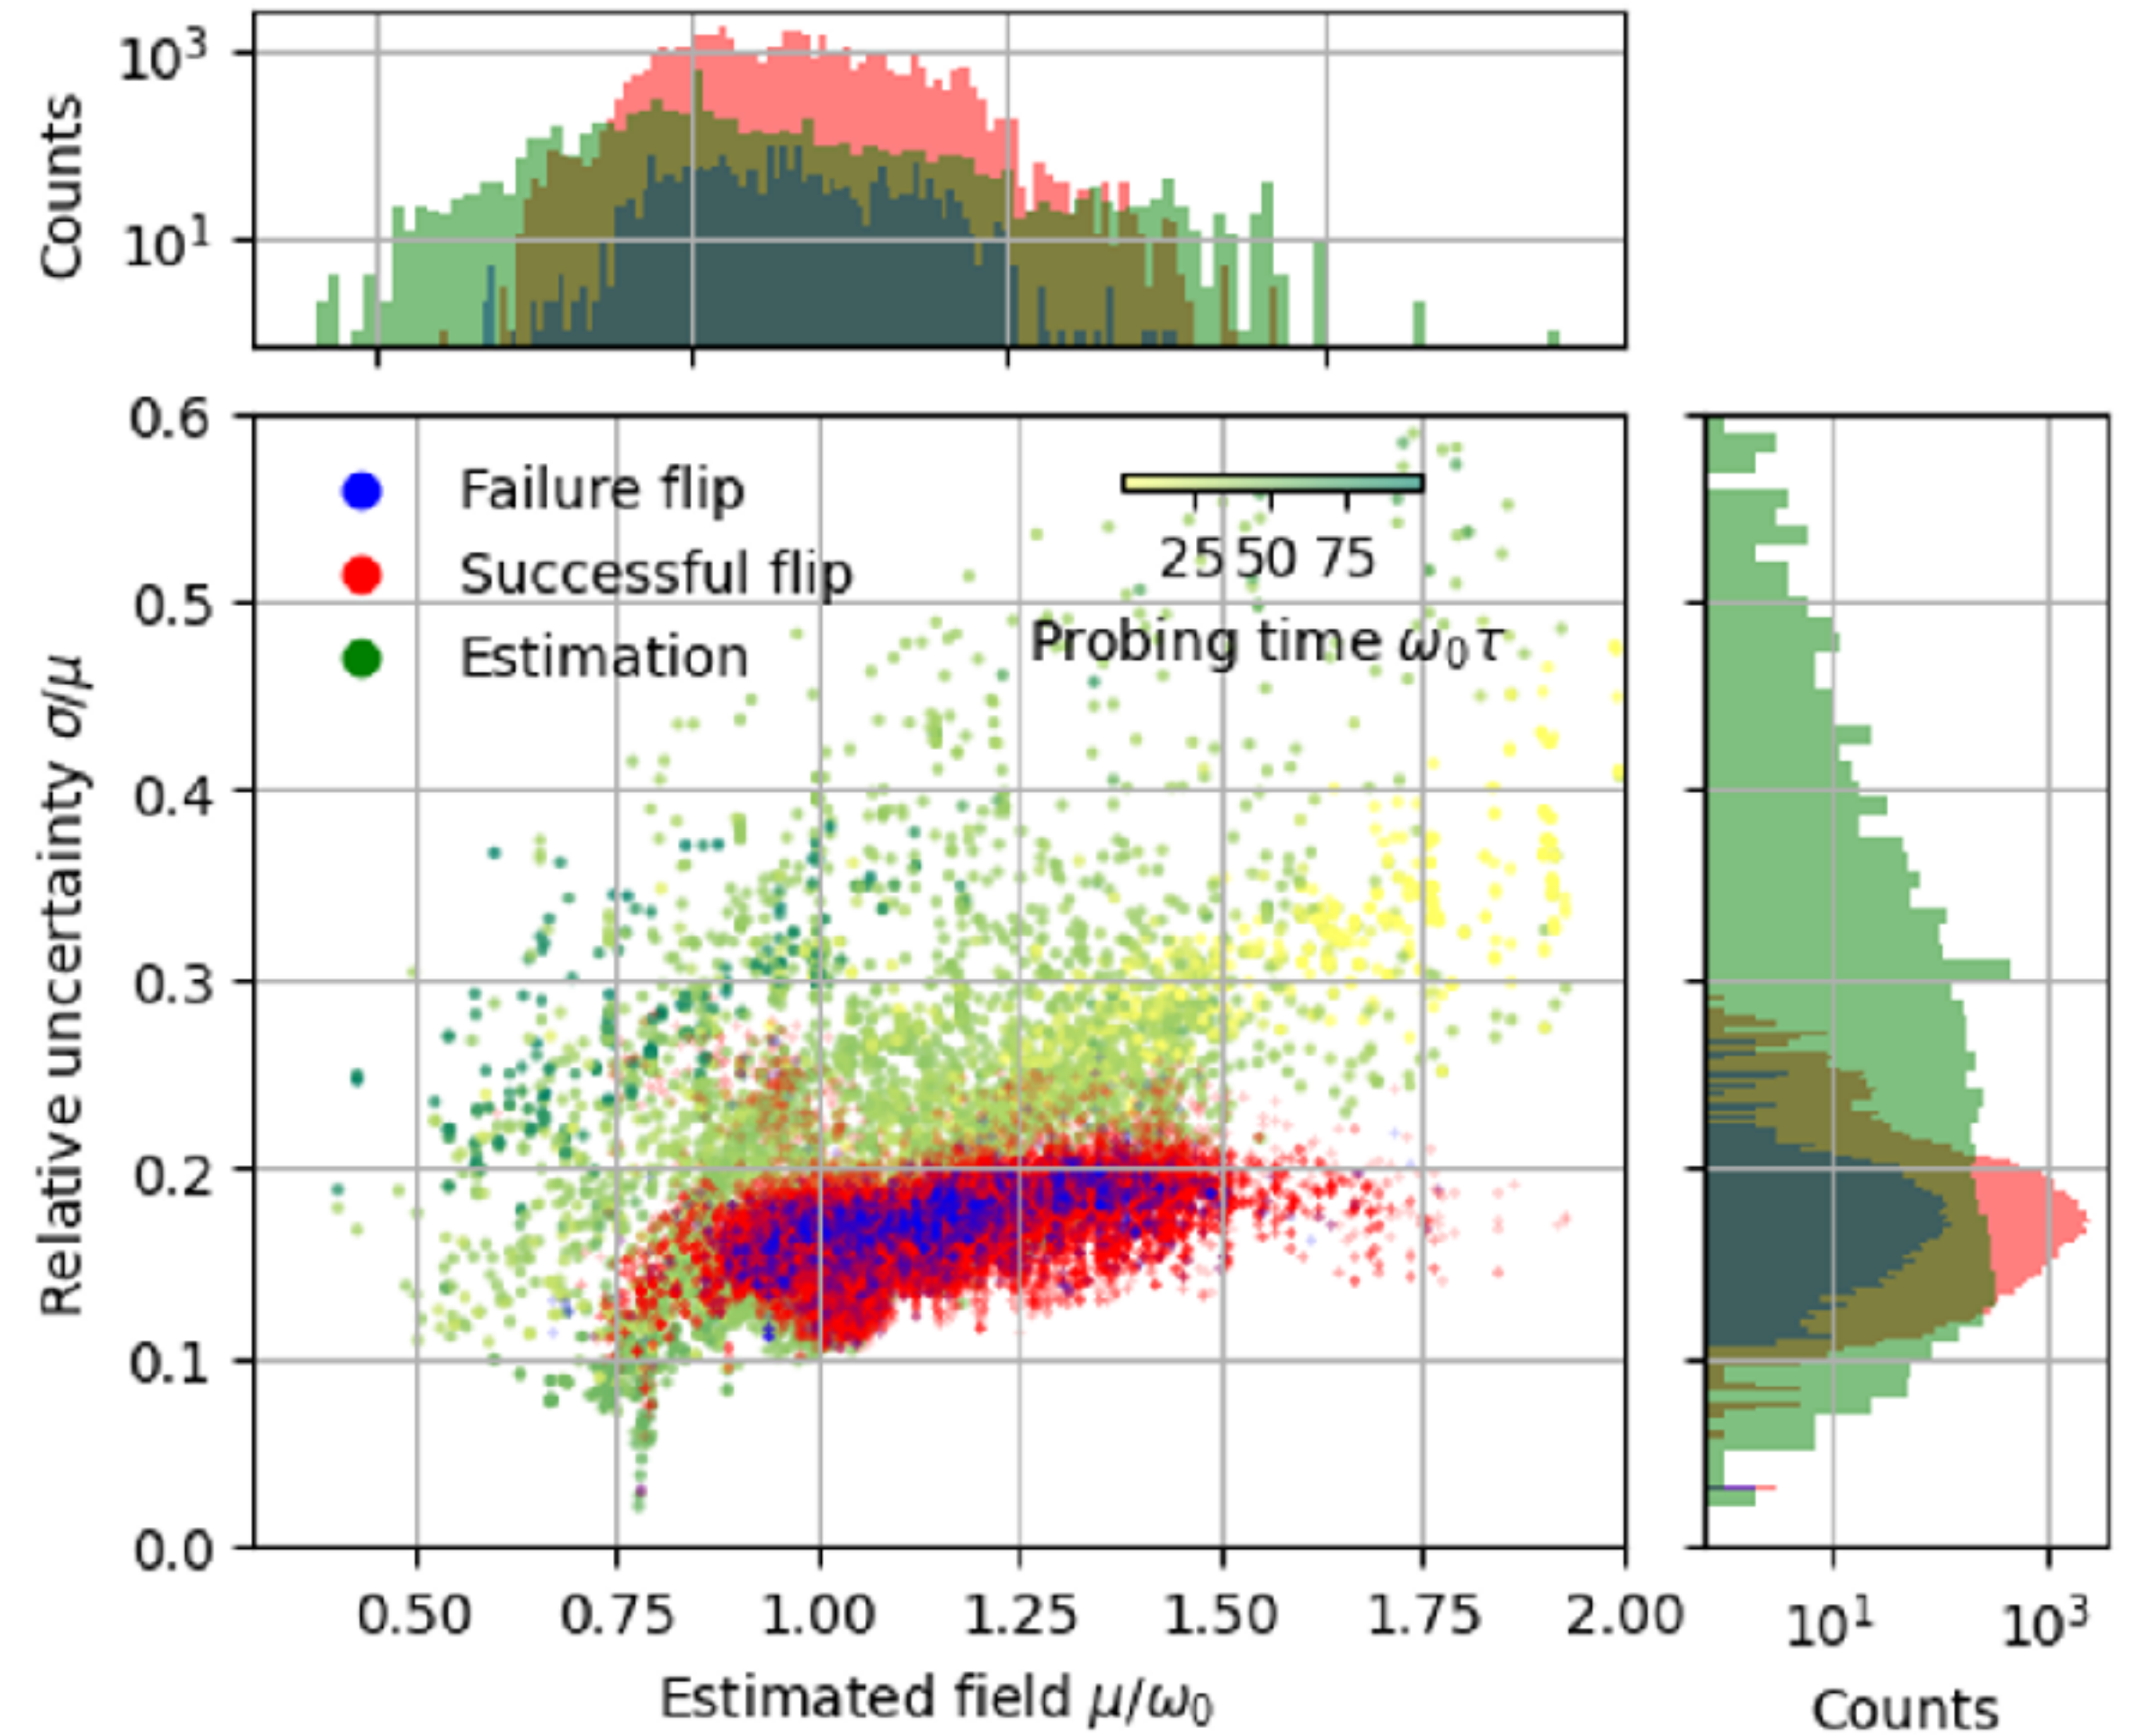 Counts
10³
10¹
Relative uncertainty σ/μ
0.6
0.5
0.4
0.3
0.2
0.1
0.0
Failure flip
Successful flip
Estimation
25 50 75
Probing time ω₀τ
0.50 0.75 1.00 1.25 1.50 1.75 2.00
Estimated field μ/ω₀
10¹ 10³
Counts